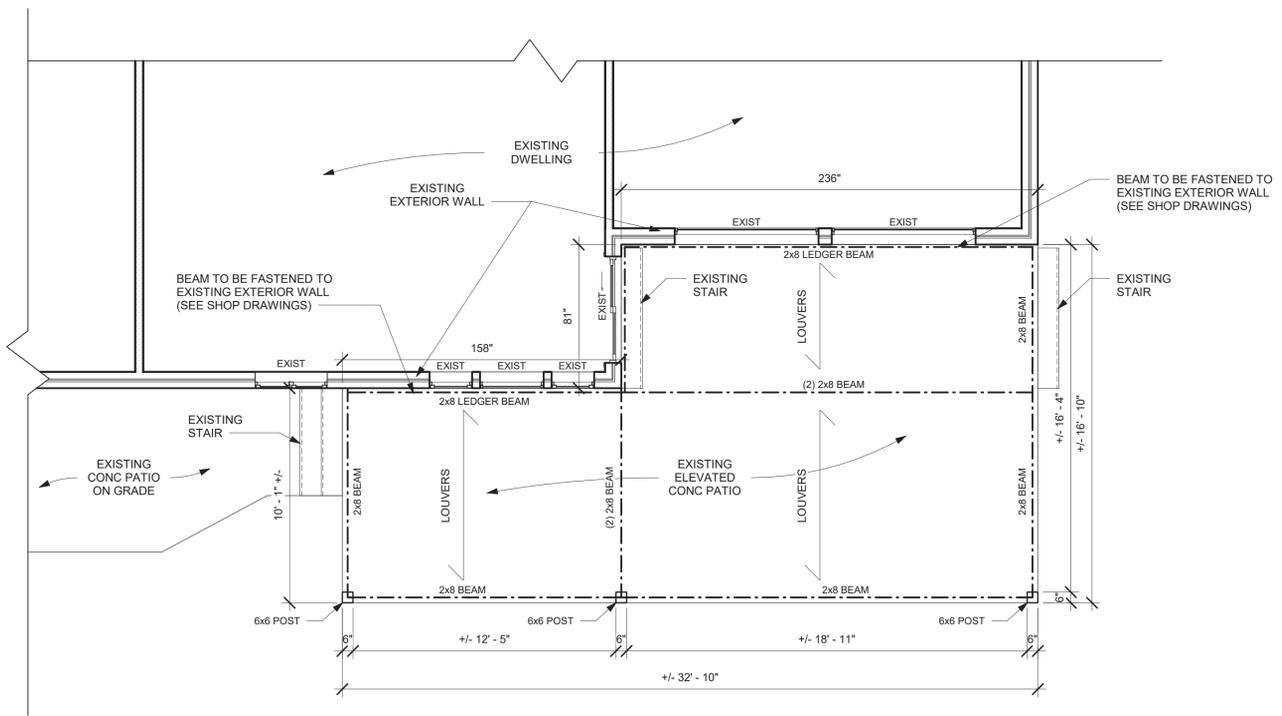 EXISTING
DWELLING
236"
EXISTING
EXTERIOR WALL
BEAM TO BE FASTENED TO
EXISTING EXTERIOR WALL
(SEE SHOP DRAWINGS)
EXIST
EXIST
2x8 LEDGER BEAM
BEAM TO BE FASTENED TO
EXISTING EXTERIOR WALL
(SEE SHOP DRAWINGS)
EXISTING
STAIR
EXISTING
STAIR
EXIST
81"
LOUVERS
2x8 BEAM
158"
EXIST
EXIST
EXIST
EXIST
(2) 2x8 BEAM
2x8 LEDGER BEAM
+/- 16' - 4"
+/- 16' - 10"
EXISTING
STAIR
EXISTING
CONC PATIO
ON GRADE
10' - 1" +/-
2x8 BEAM
LOUVERS
(2) 2x8 BEAM
EXISTING
ELEVATED
CONC PATIO
LOUVERS
2x8 BEAM
2x8 BEAM
2x8 BEAM
6"
6x6 POST
6x6 POST
6x6 POST
6"
+/- 12' - 5"
6"
+/- 18' - 11"
6"
+/- 32' - 10"